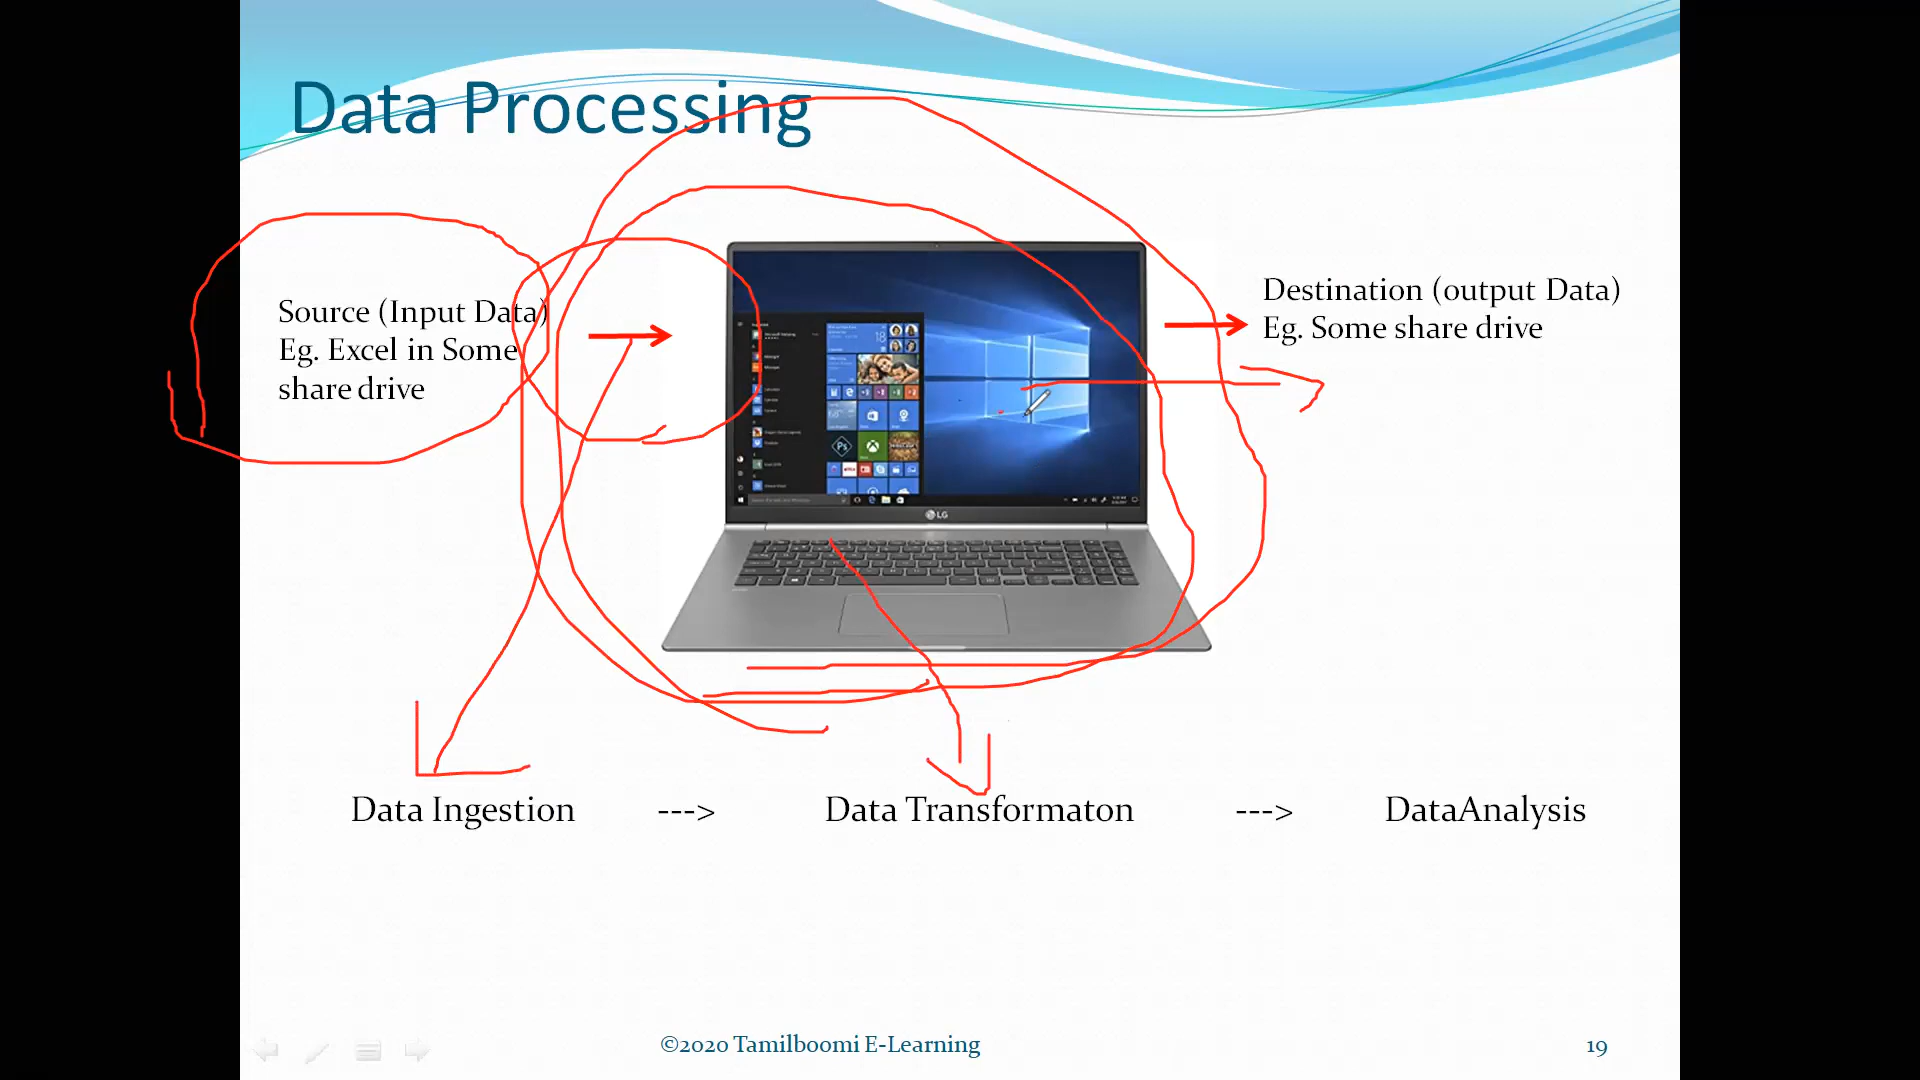 Data Processing
Source (Input Data)
Eg. Excel in Some
share drive
Destination (output Data)
Eg. Some share drive
LG
Data Ingestion ---> Data Transformaton ---> DataAnalysis
©2020 Tamilboomi E-Learning
19